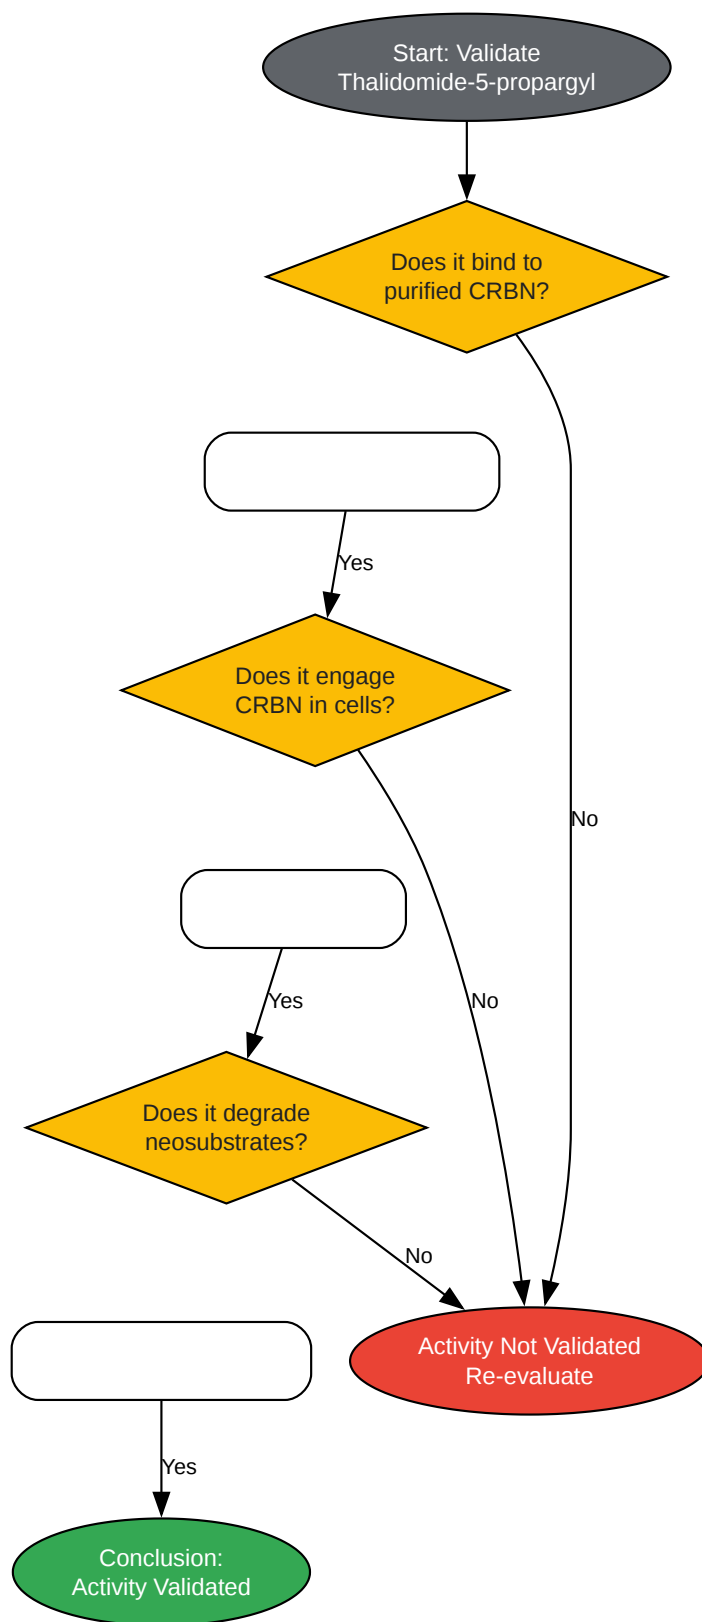 Start: Validate
Thalidomide-5-propargyl
Does it bind to
purified CRBN?
Yes
Does it engage
CRBN in cells?
No
Yes
No
Does it degrade
neosubstrates?
No
Activity Not Validated
Re-evaluate
Yes
Conclusion:
Activity Validated